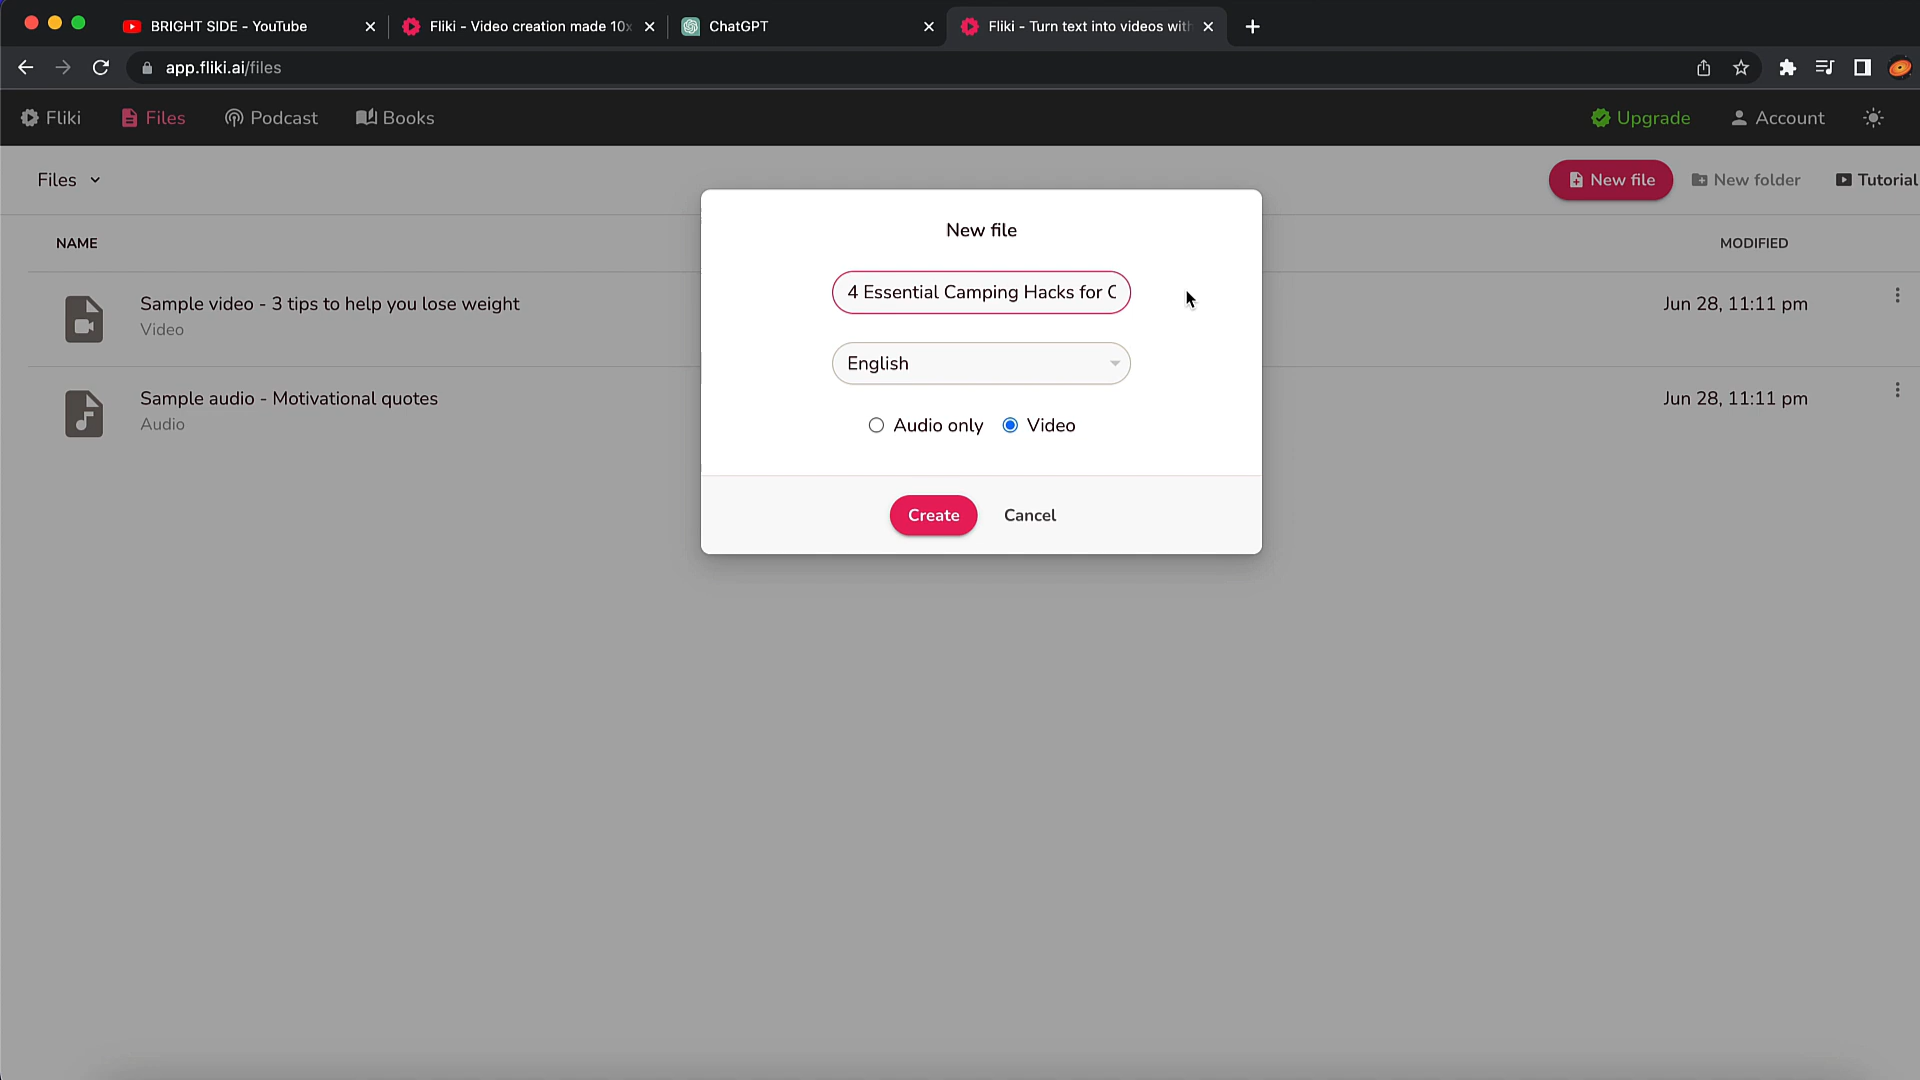 BRIGHT SIDE - YouTube
Fliki - Video creation made 10x
ChatGPT
Fliki - Turn text into videos with
app.fliki.ai/files
Fliki
Files
Podcast
Books
Upgrade
Account
Files
New file
New folder
Tutorial
NAME
MODIFIED
Sample video - 3 tips to help you lose weight
Video
Jun 28, 11:11 pm
Sample audio - Motivational quotes
Audio
Jun 28, 11:11 pm
New file
4 Essential Camping Hacks for
English
Audio only
Video
Create
Cancel